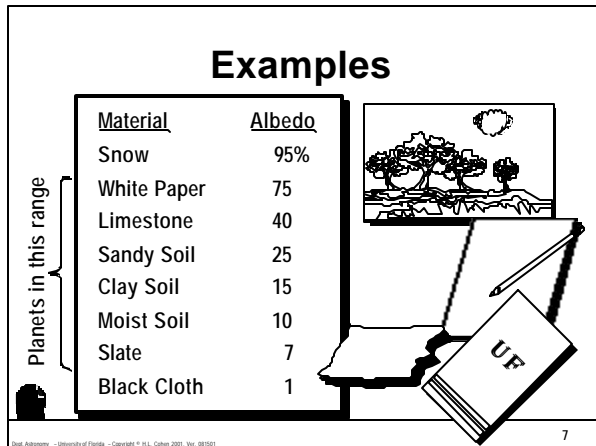 Examples
Material Albedo
Snow 95%
White Paper 75
Limestone 40
Sandy Soil 25
Clay Soil 15
Moist Soil 10
Slate 7
Black Cloth 1
Planets in this range
UF
Dept. Astronomy – University of Florida – Copyright © H.L. Cohen 2001, Ver. 081501
7